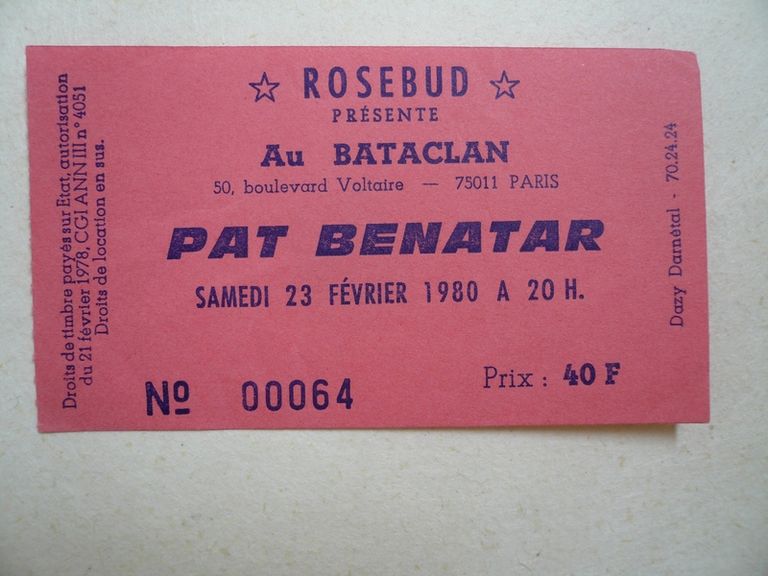 ☆ ROSEBUD ☆
PRÉSENTE
Au BATACLAN
50, boulevard Voltaire — 75011 PARIS
PAT BENATAR
SAMEDI 23 FÉVRIER 1980 A 20 H.
Nº 00064
Prix : 40 F
Droits de timbre payés sur Etat, autorisation
du 21 février 1978, CGI ANN III n° 4051
Droits de location en sus.
Dazy Darnétal - 70.24.24